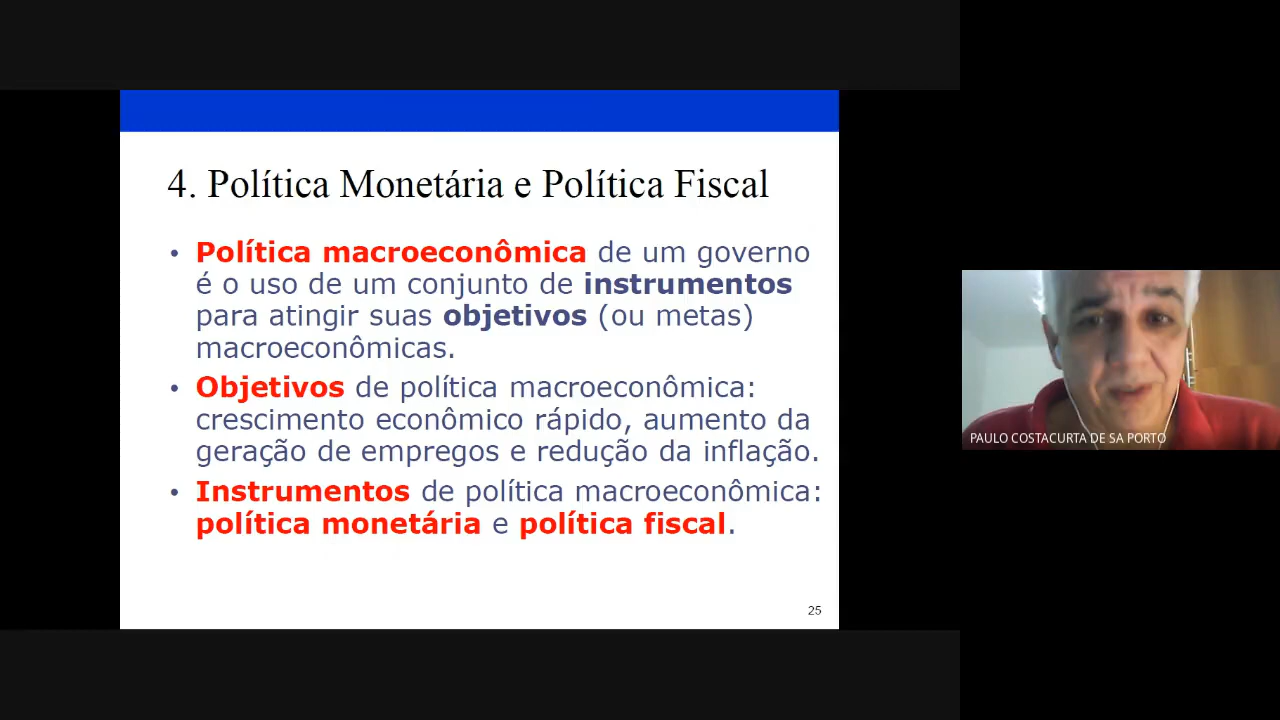 4. Política Monetária e Política Fiscal
• Política macroeconômica de um governo
é o uso de um conjunto de instrumentos
para atingir suas objetivos (ou metas)
macroeconômicas.
• Objetivos de política macroeconômica:
crescimento econômico rápido, aumento da
geração de empregos e redução da inflação.
• Instrumentos de política macroeconômica:
política monetária e política fiscal.
25
PAULO COSTACURTA DE SA PORTO